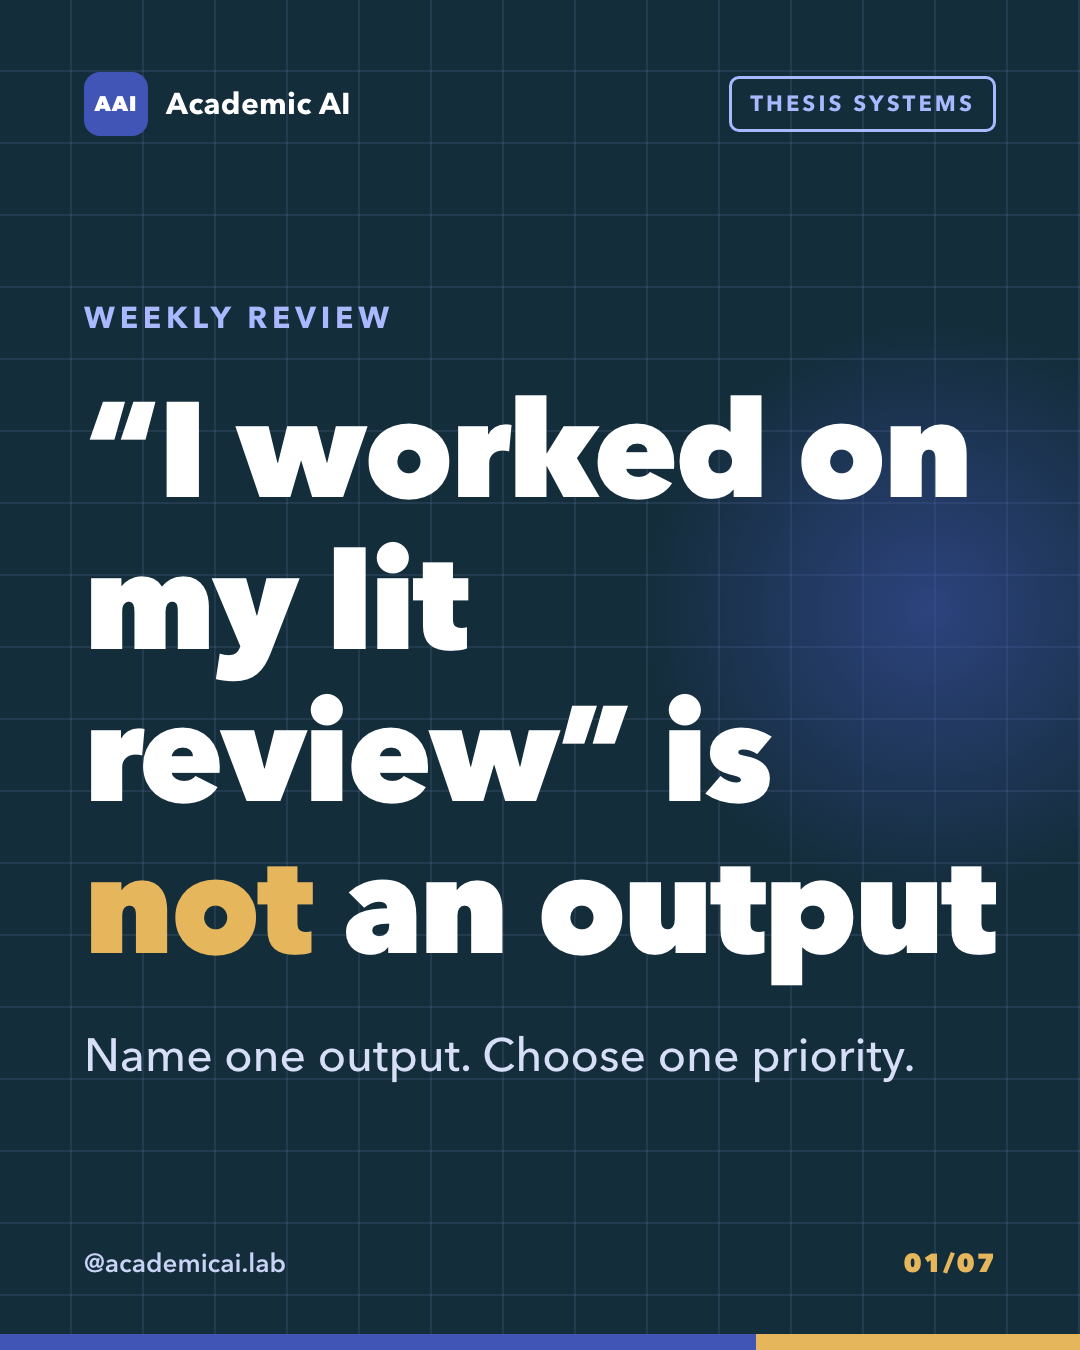 AAI Academic AI
THESIS SYSTEMS
WEEKLY REVIEW
“I worked on
my lit
review” is
not an output
Name one output. Choose one priority.
@academicai.lab
01/07